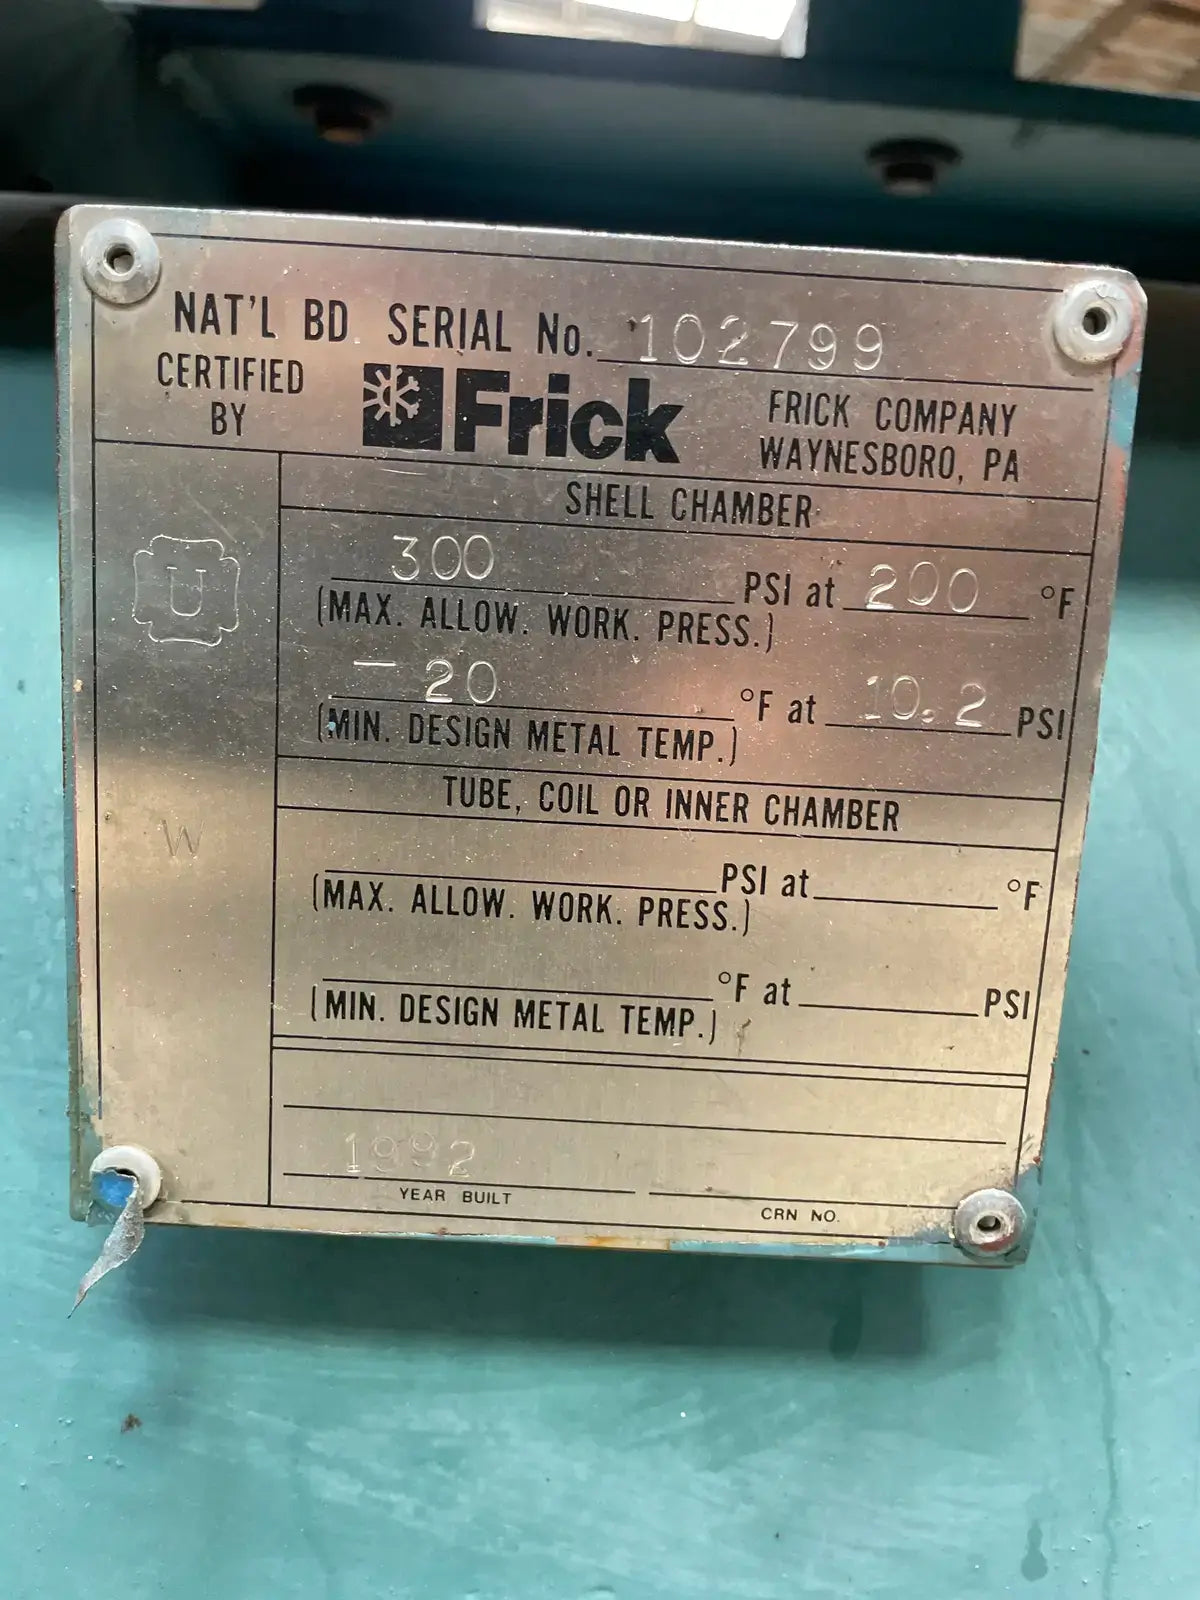 NAT'L BD SERIAL No. 102799
CERTIFIED BY
Frick
FRICK COMPANY
WAYNESBORO, PA
SHELL CHAMBER
U
300 PSI at 200 °F
(MAX. ALLOW. WORK. PRESS.)
-20 °F at 10.2 PSI
(MIN. DESIGN METAL TEMP.)
TUBE, COIL OR INNER CHAMBER
W
PSI at °F
(MAX. ALLOW. WORK. PRESS.)
°F at PSI
(MIN. DESIGN METAL TEMP.)
1992
YEAR BUILT
CRN NO.